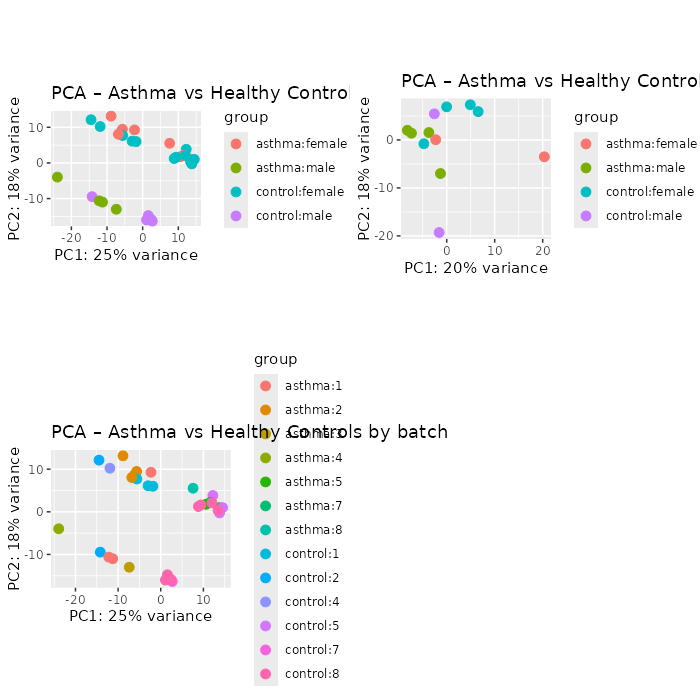 PCA – Asthma vs Healthy Control
PC2: 18% variance
10
0
-10
-20
-10
0
10
PC1: 25% variance
group
asthma:female
asthma:male
control:female
control:male
PCA – Asthma vs Healthy Control
PC2: 18% variance
0
-10
-20
0
10
20
PC1: 20% variance
group
asthma:female
asthma:male
control:female
control:male
PCA – Asthma vs Healthy Controls by batch
PC2: 18% variance
10
0
-10
-20
-10
0
10
PC1: 25% variance
group
asthma:1
asthma:2
asthma:3
asthma:4
asthma:5
asthma:7
asthma:8
control:1
control:2
control:4
control:5
control:7
control:8